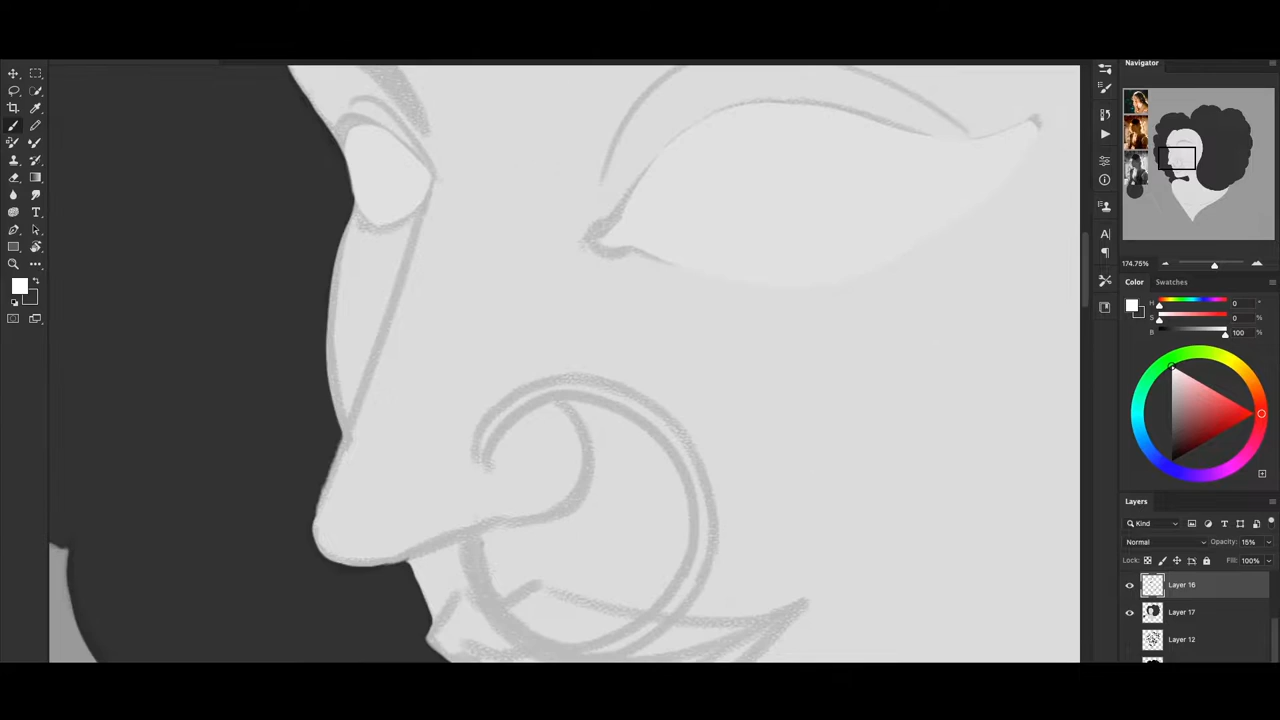 Navigator
174.75%
Color
Swatches
H
0
°
S
0
%
B
100
%
Layers
Kind
Normal
Opacity: 15%
Lock:
Fill: 100%
Layer 16
Layer 17
Layer 12